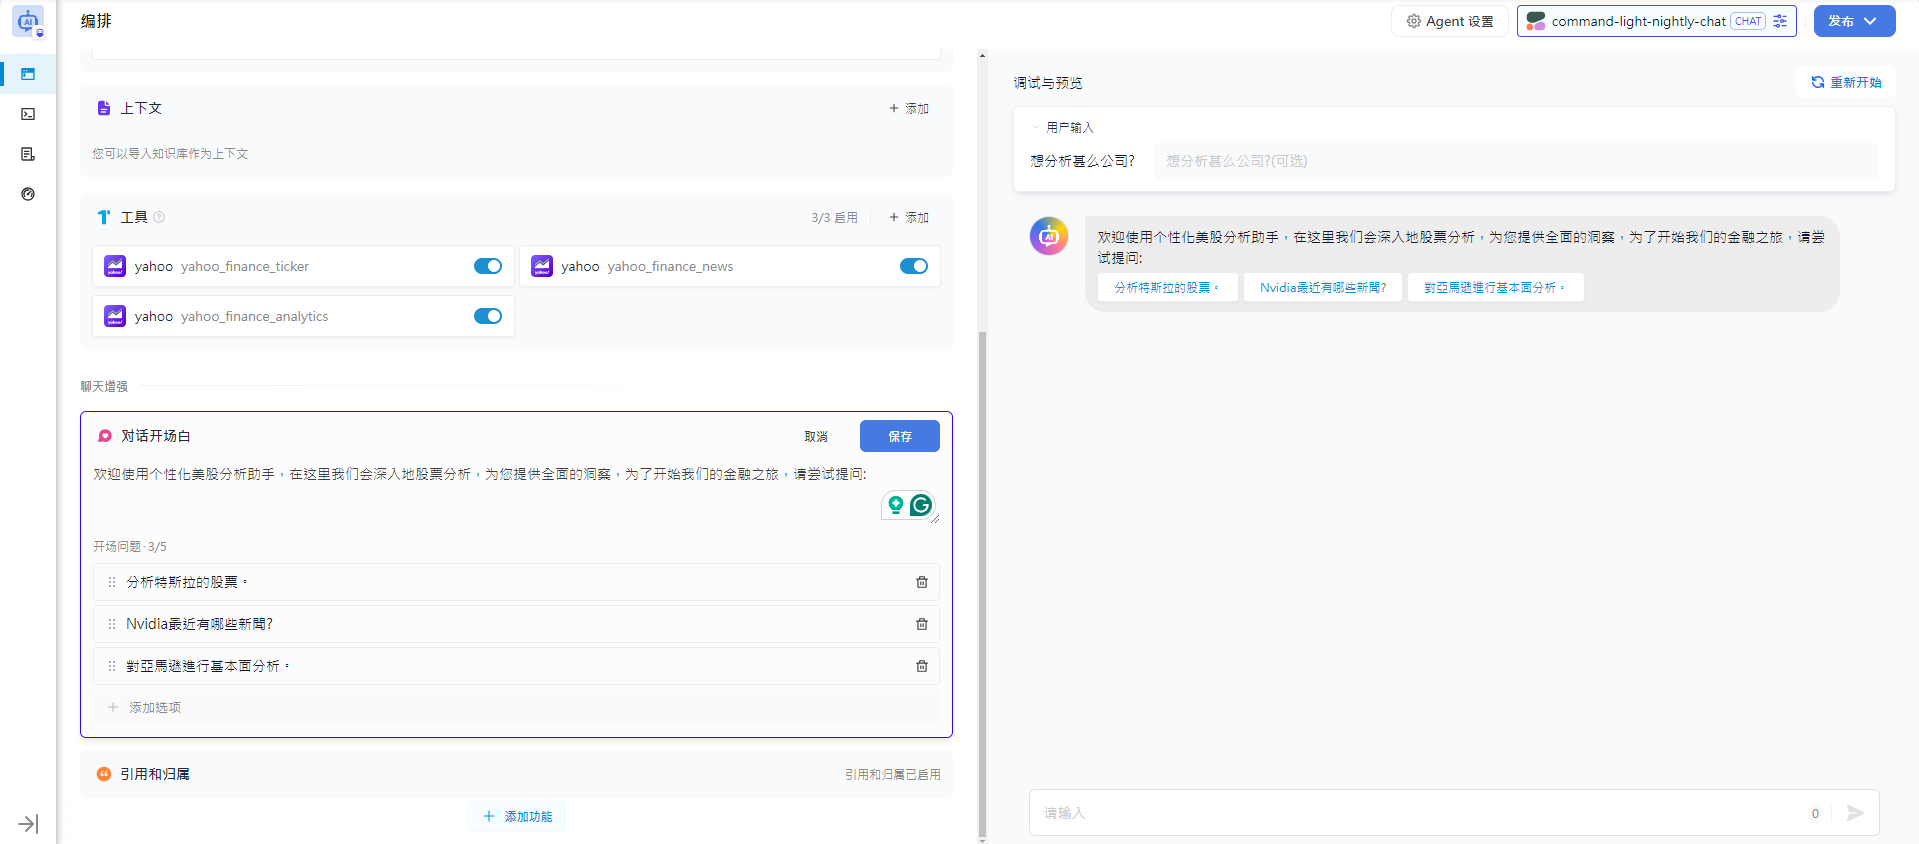 编排
Agent 设置
command-light-nightly-chat
CHAT
发布
上下文
添加
您可以导入知识库作为上下文
工具
3/3 启用
添加
yahoo yahoo_finance_ticker
yahoo yahoo_finance_news
yahoo yahoo_finance_analytics
聊天增强
对话开场白
取消
保存
欢迎使用个性化美股分析助手，在这里我们会深入地股票分析，为您提供全面的洞察，为了开始我们的金融之旅，请尝试提问:
开场问题·3/5
分析特斯拉的股票。
Nvidia最近有哪些新聞?
對亞馬遜進行基本面分析。
添加选项
引用和归属
引用和归属已启用
添加功能
调试与预览
重新开始
用户输入
想分析甚么公司?
想分析甚么公司?(可选)
AI
欢迎使用个性化美股分析助手，在这里我们会深入地股票分析，为您提供全面的洞察，为了开始我们的金融之旅，请尝
试提问:
分析特斯拉的股票。
Nvidia最近有哪些新聞?
對亞馬遜進行基本面分析。
请输入
0